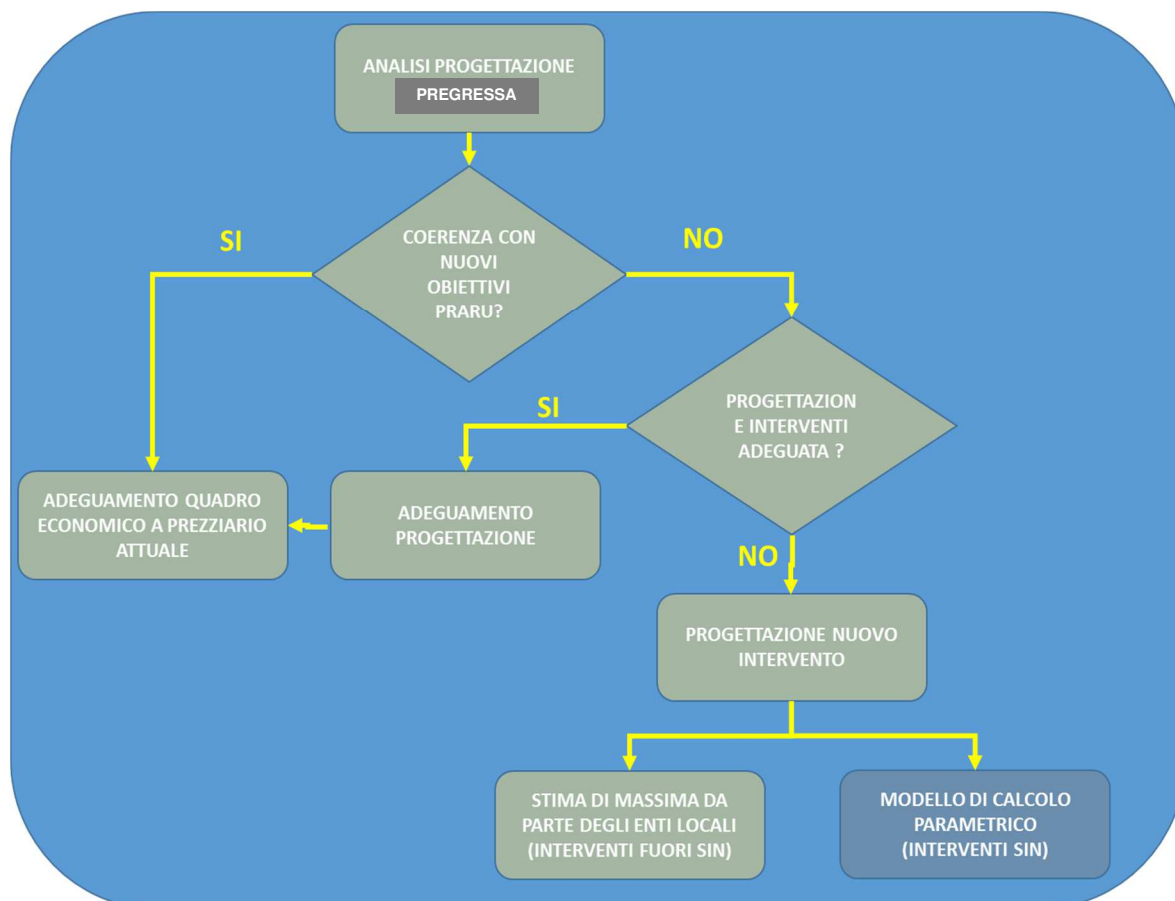 ANALISI PROGETTAZIONE
PREGRESSA
SI
COERENZA CON
NUOVI
OBIETTIVI
PRARU?
NO
SI
PROGETTAZION
E INTERVENTI
ADEGUATA ?
ADEGUAMENTO QUADRO
ECONOMICO A PREZZIARIO
ATTUALE
ADEGUAMENTO
PROGETTAZIONE
NO
PROGETTAZIONE NUOVO
INTERVENTO
STIMA DI MASSIMA DA
PARTE DEGLI ENTI LOCALI
(INTERVENTI FUORI SIN)
MODELLO DI CALCOLO
PARAMETRICO
(INTERVENTI SIN)